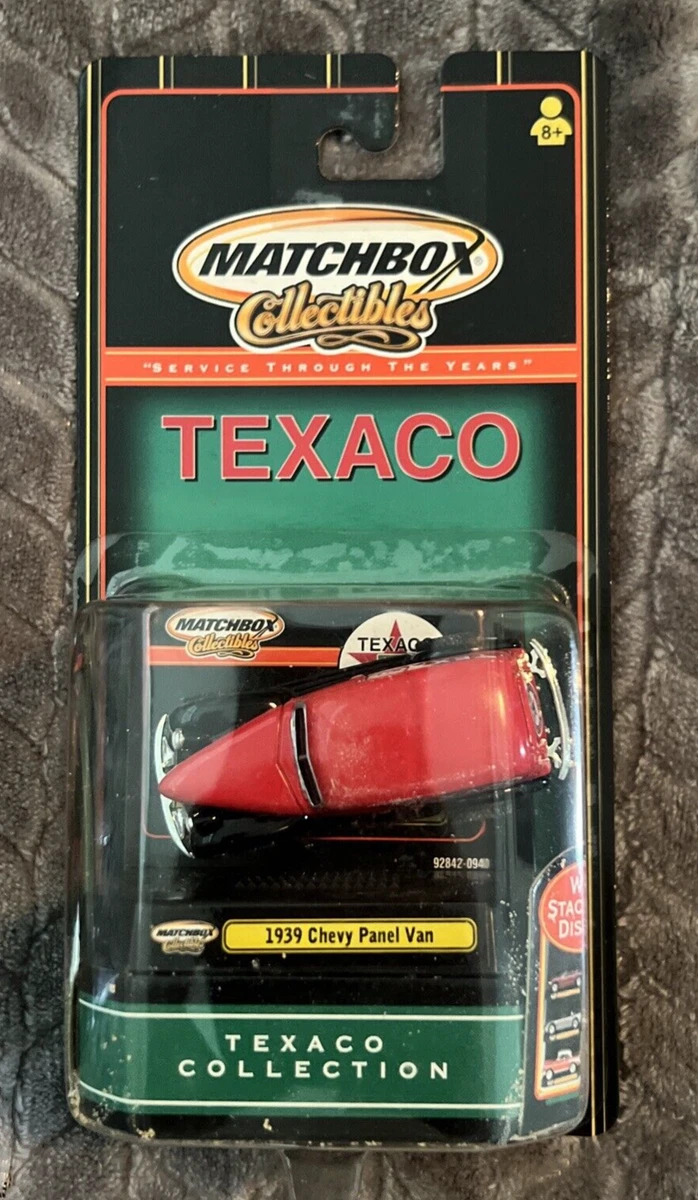 8+
MATCHBOX®
Collectibles
"SERVICE THROUGH THE YEARS"
TEXACO
MATCHBOX
Collectibles
TEXACO
92842-0940
MATCHBOX
Collectibles
1939 Chevy Panel Van
TEXACO
COLLECTION